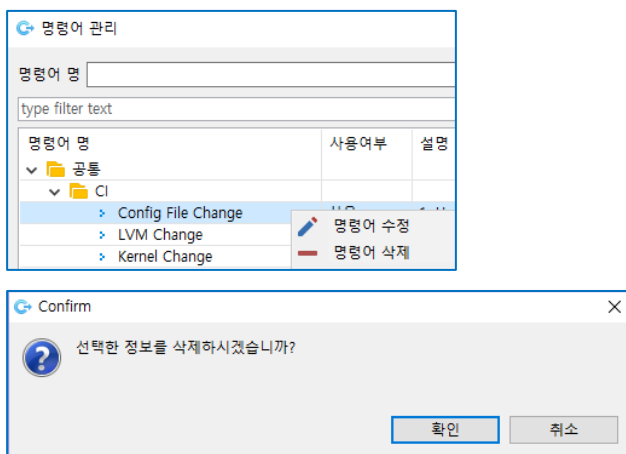 명령어 관리
명령어 명
type filter text
명령어 명 사용여부 설명
공통
CI
Config File Change
명령어 수정
LVM Change
명령어 삭제
Kernel Change
Confirm
선택한 정보를 삭제하시겠습니까?
확인 취소